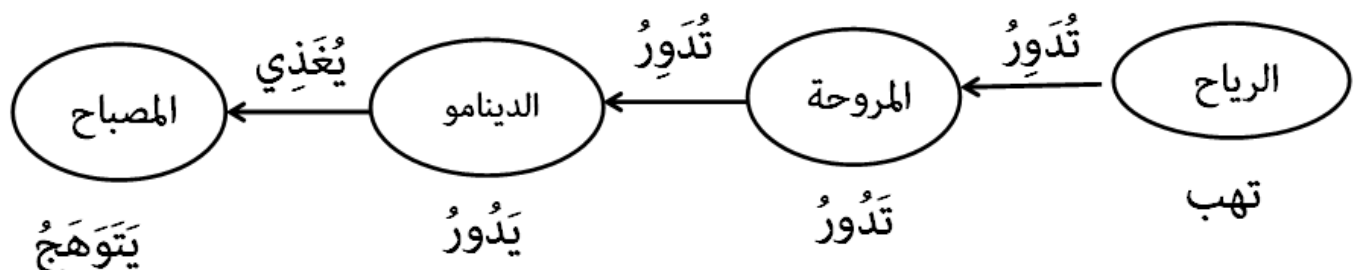 تُدَوِرُ
تُدَوِرُ
يُغَذِي
الرياح
المروحة
الدينامو
المصباح
تهب
تَدُورُ
يَدُورُ
يَتَوَهَجُ